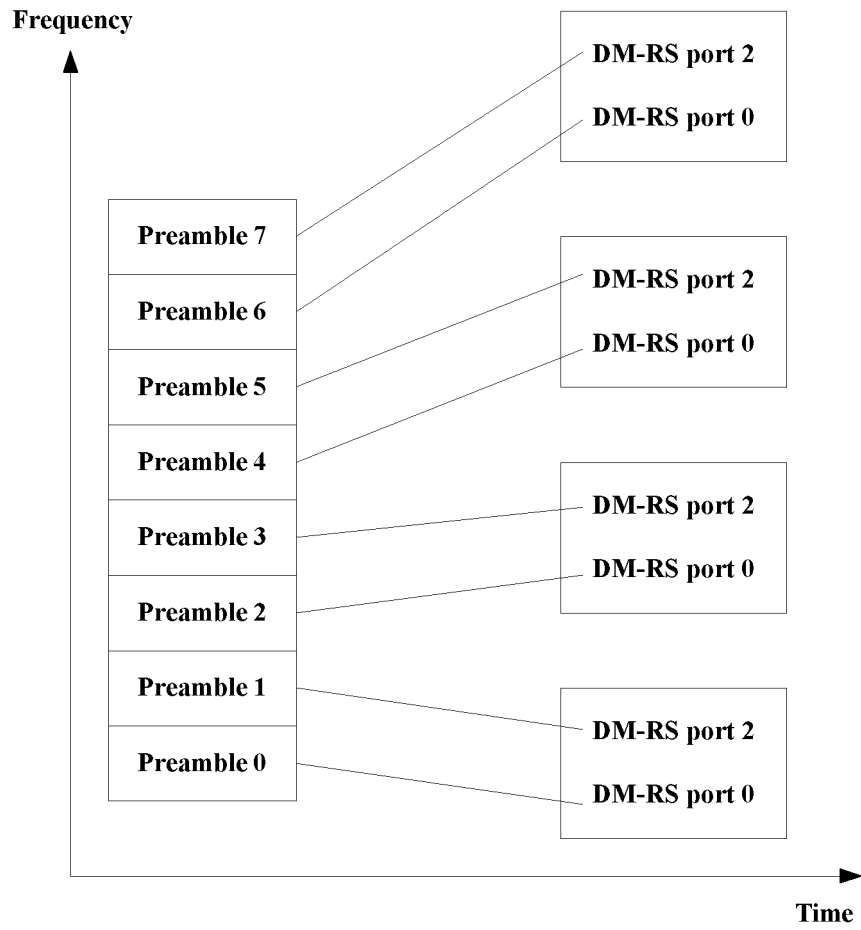 Frequency
DM-RS port 2
DM-RS port 0
Preamble 7
Preamble 6
Preamble 5
Preamble 4
Preamble 3
Preamble 2
Preamble 1
Preamble 0
DM-RS port 2
DM-RS port 0
DM-RS port 2
DM-RS port 0
DM-RS port 2
DM-RS port 0
Time